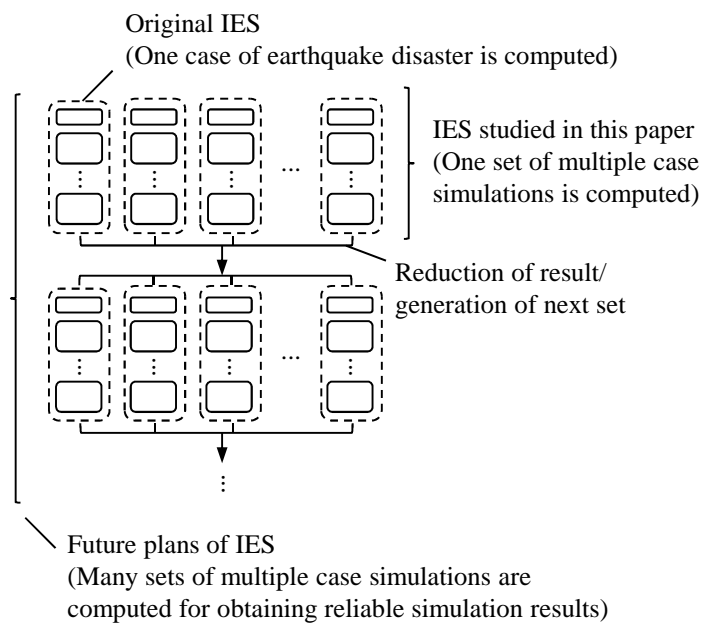 Original IES
(One case of earthquake disaster is computed)
IES studied in this paper
(One set of multiple case
simulations is computed)
...
Reduction of result/
generation of next set
...
Future plans of IES
(Many sets of multiple case simulations are
computed for obtaining reliable simulation results)